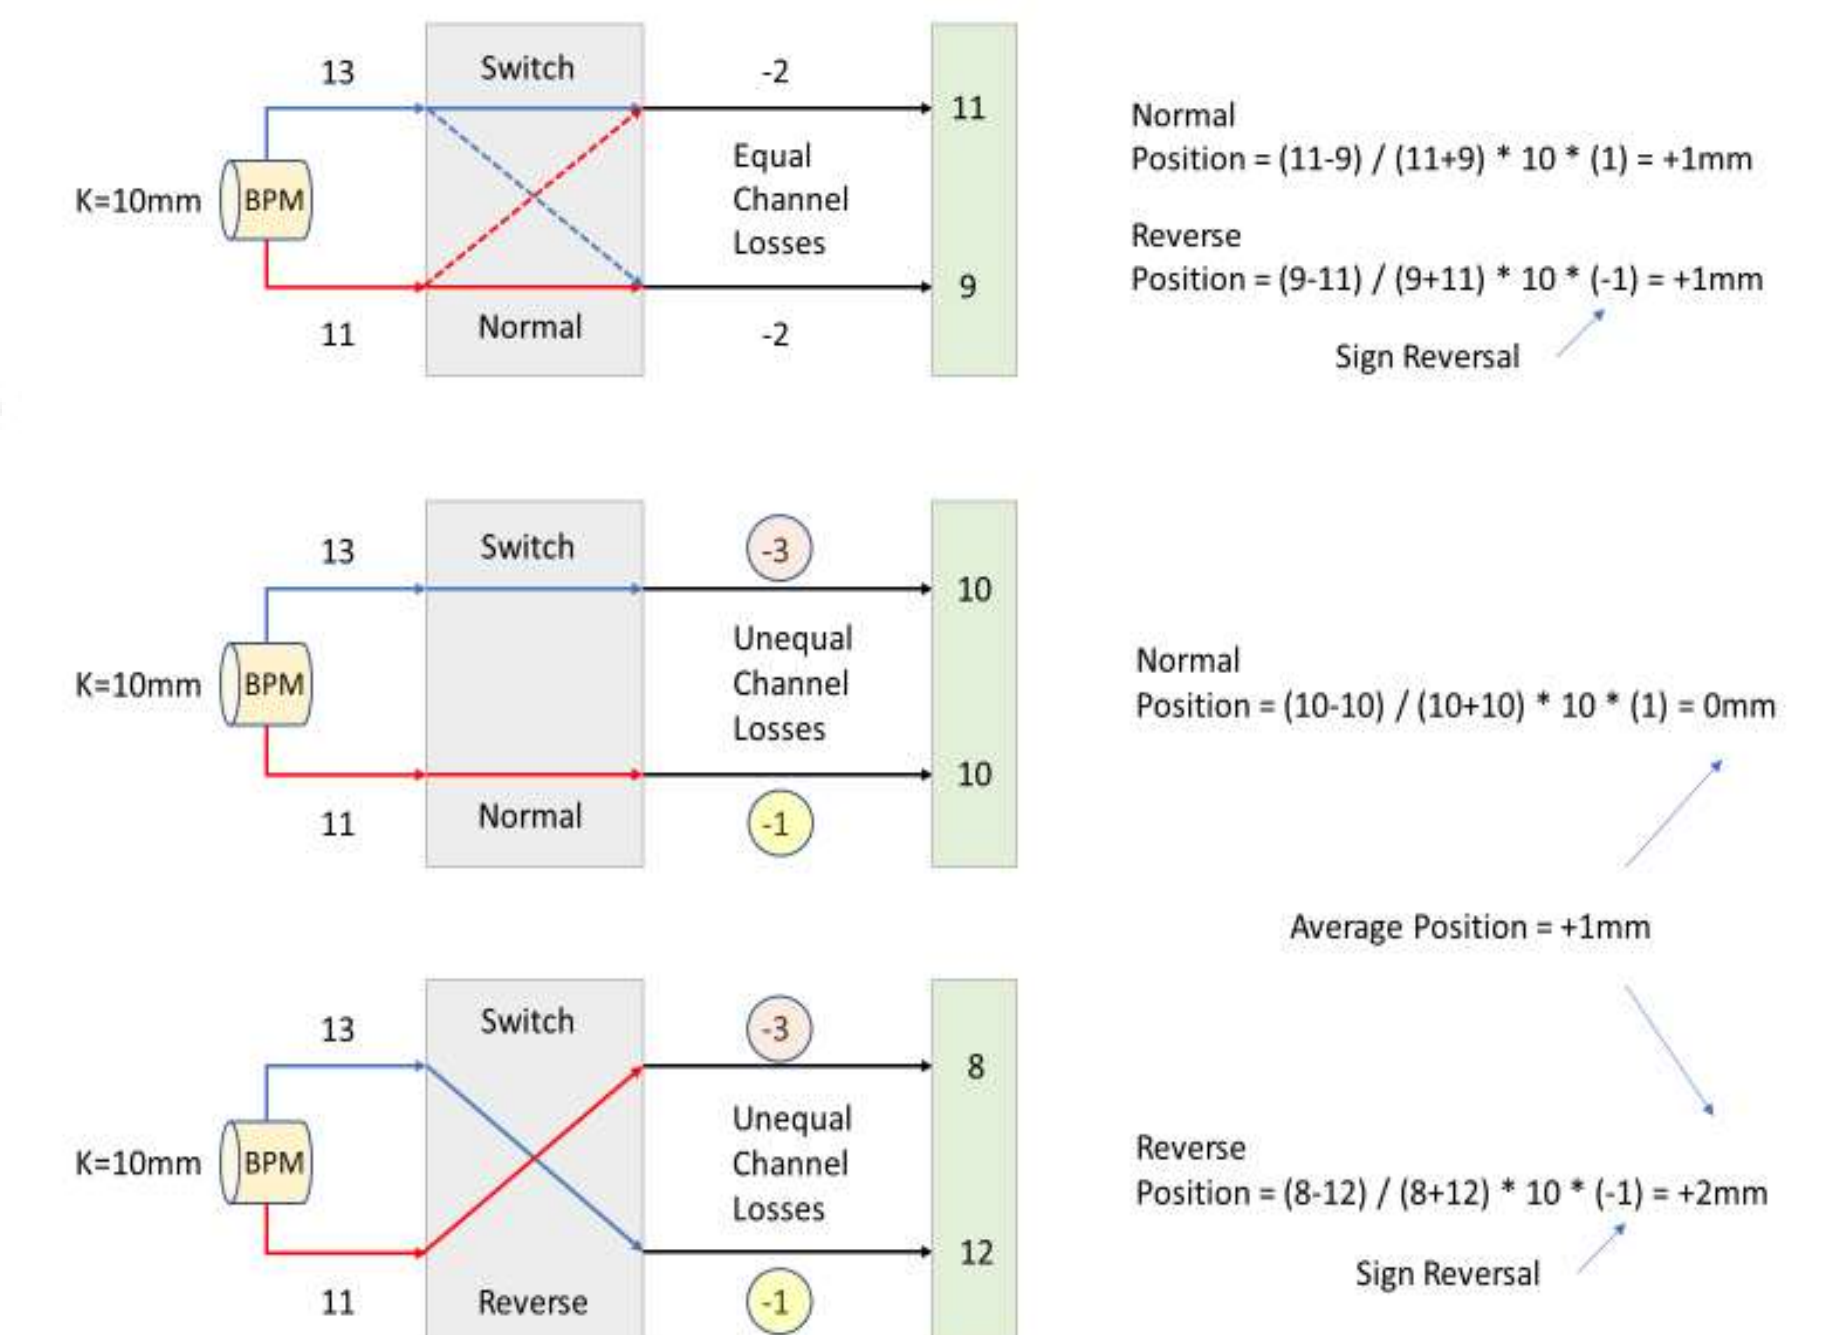 13
Switch
-2
11
K=10mm
BPM
Equal
Channel
Losses
11
Normal
-2
9
Normal
Position = (11-9) / (11+9) * 10 * (1) = +1mm
Reverse
Position = (9-11) / (9+11) * 10 * (-1) = +1mm
Sign Reversal
13
Switch
-3
10
K=10mm
BPM
Unequal
Channel
Losses
11
Normal
-1
10
Normal
Position = (10-10) / (10+10) * 10 * (1) = 0mm
Average Position = +1mm
13
Switch
-3
8
K=10mm
BPM
Unequal
Channel
Losses
11
Reverse
-1
12
Reverse
Position = (8-12) / (8+12) * 10 * (-1) = +2mm
Sign Reversal